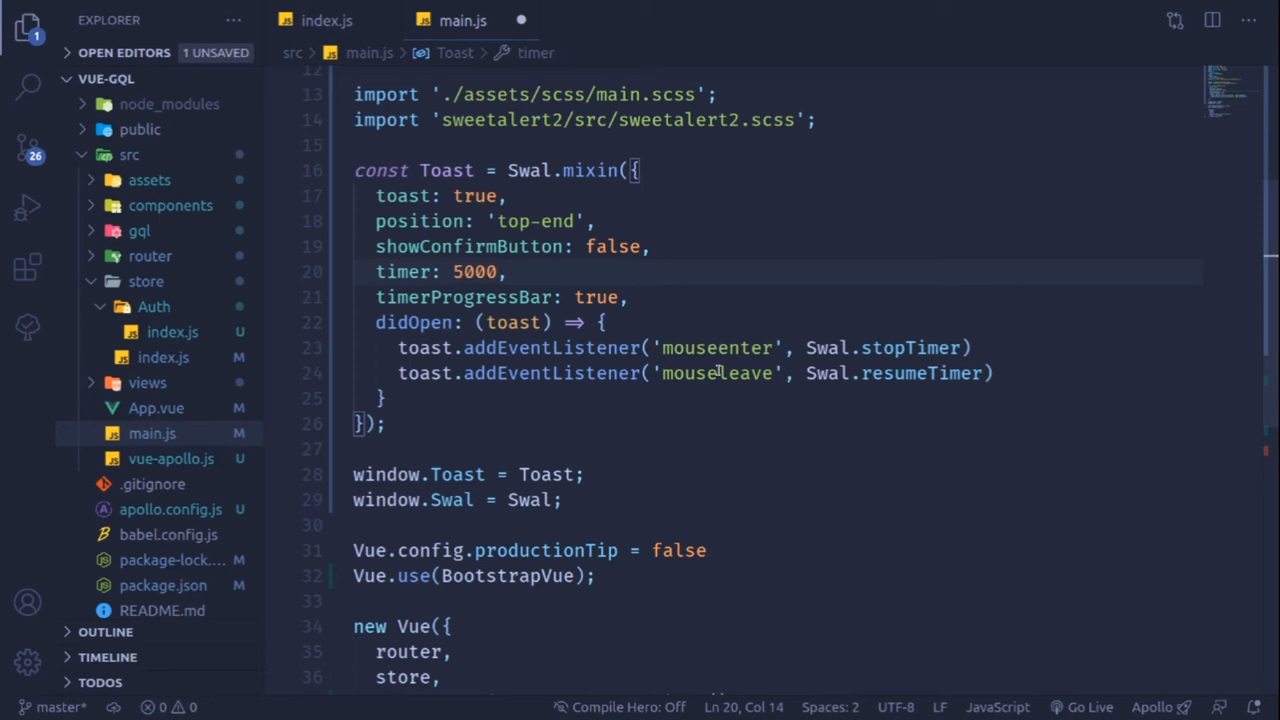 EXPLORER
index.js
main.js
OPEN EDITORS 1 UNSAVED
src > main.js > Toast > timer
VUE-GQL
node_modules
public
src
assets
components
gql
router
store
Auth
index.js U
index.js M
views
App.vue M
main.js M
vue-apollo.js U
.gitignore
apollo.config.js U
babel.config.js
package-lock.... M
package.json M
README.md
OUTLINE
TIMELINE
TODOS
1
26
12
13 import './assets/scss/main.scss';
14 import 'sweetalert2/src/sweetalert2.scss';
15
16 const Toast = Swal.mixin({
17 toast: true,
18 position: 'top-end',
19 showConfirmButton: false,
20 timer: 5000,
21 timerProgressBar: true,
22 didOpen: (toast) => {
23 toast.addEventListener('mouseenter', Swal.stopTimer)
24 toast.addEventListener('mouseleave', Swal.resumeTimer)
25 }
26 });
27
28 window.Toast = Toast;
29 window.Swal = Swal;
30
31 Vue.config.productionTip = false
32 Vue.use(BootstrapVue);
33
34 new Vue({
35 router,
36 store,
master* 0 0 Compile Hero: Off Ln 20, Col 14 Spaces: 2 UTF-8 LF JavaScript Go Live Apollo